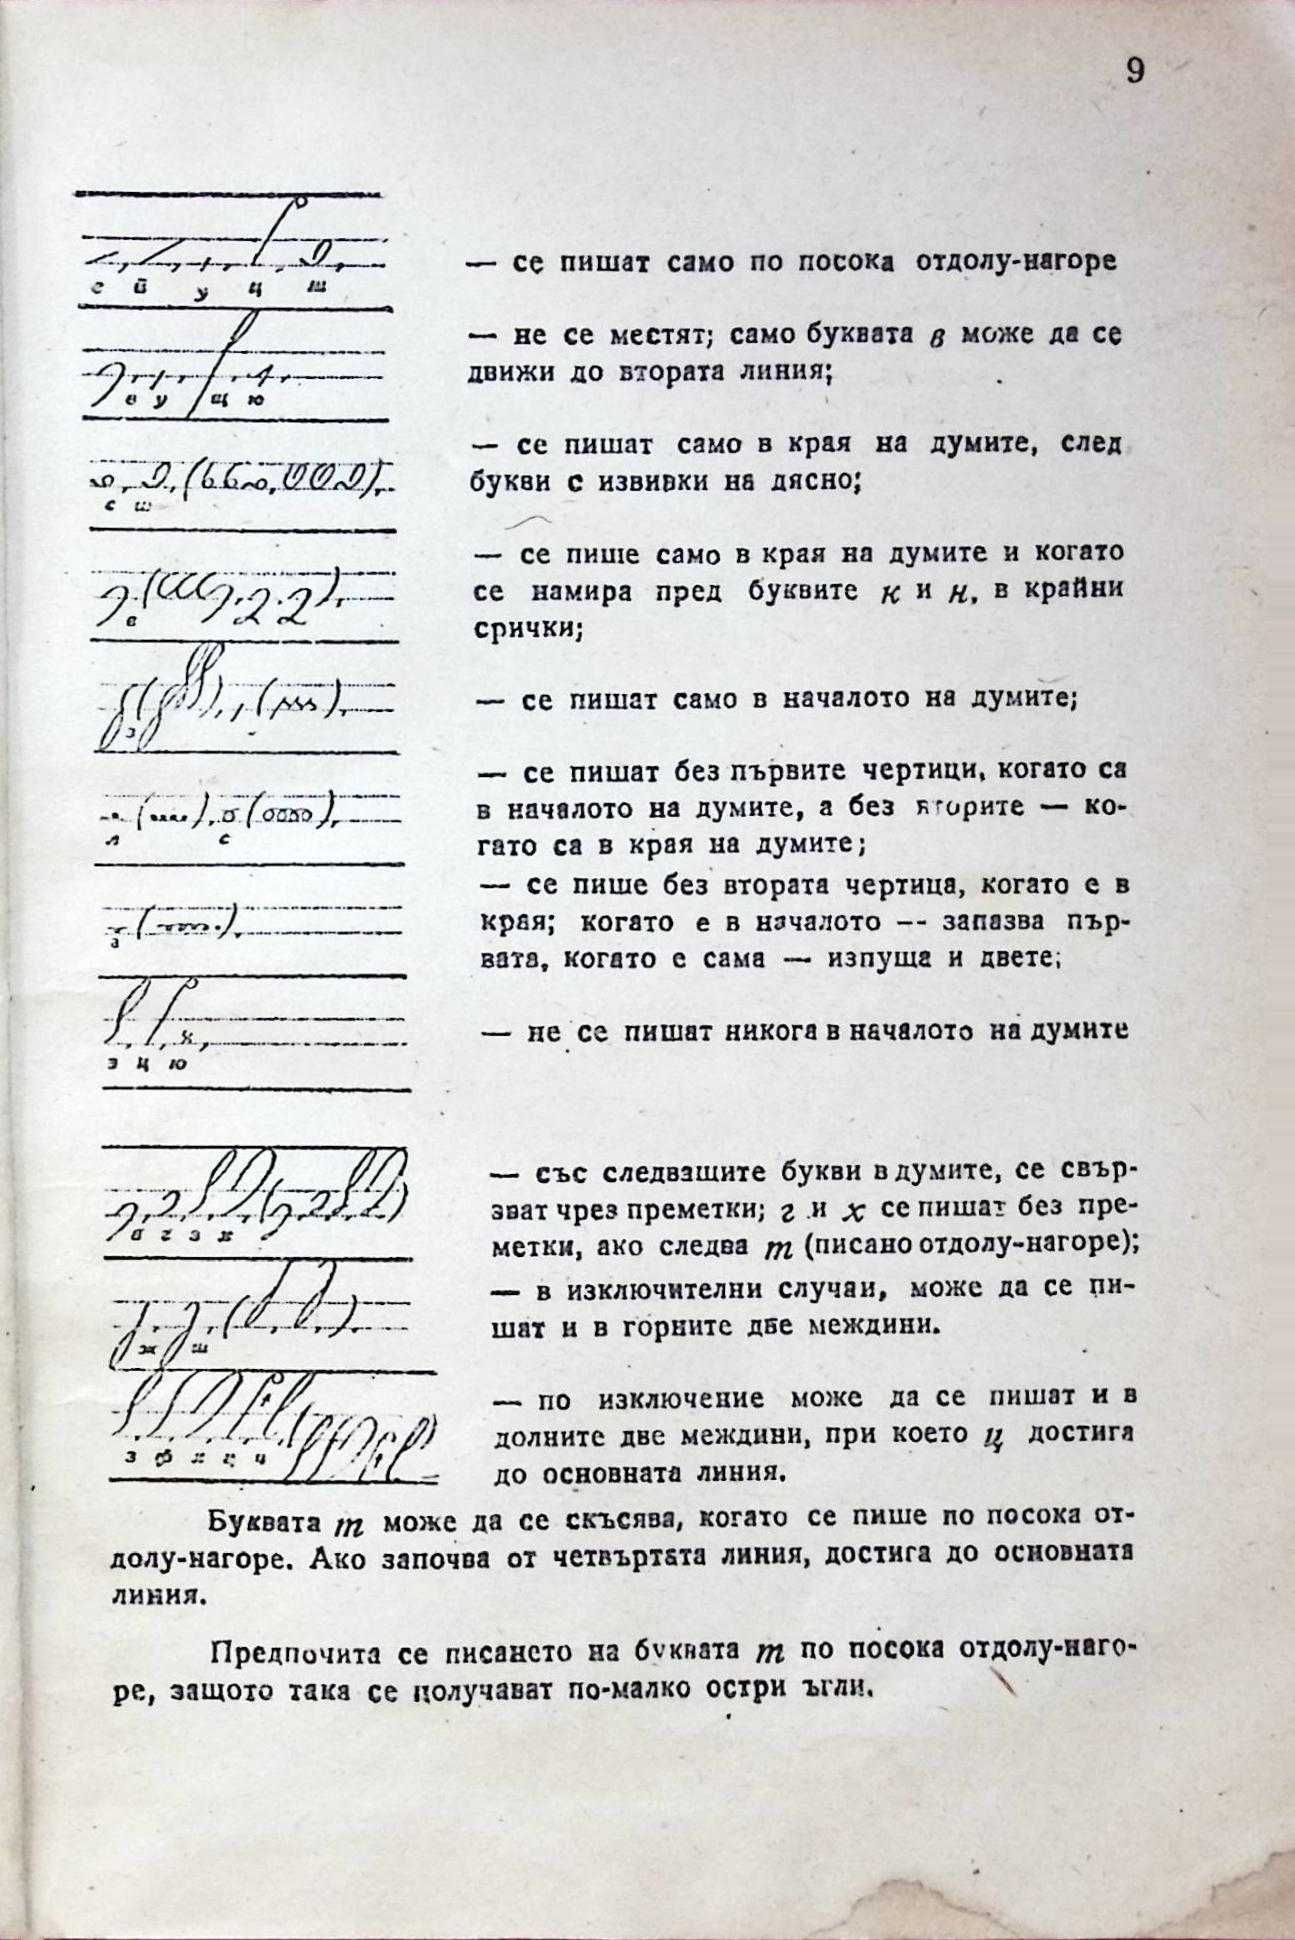 9
с й у ц ш
— се пишат само по посока отдолу-нагоре
— не се местят; само буквата в може да се
движи до втората линия;
в у щ ю
— се пишат само в края на думите, след
букви с извивки на дясно;
с ш
— се пише само в края на думите и когато
се намира пред буквите к и н, в крайни
срички;
в
— се пишат само в началото на думите;
з
— се пишат без първите чертици, когато са
в началото на думите, а без вторите — ко-
гато са в края на думите;
л с
— се пише без втората чертица, когато е в
края; когато е в началото -- запазва пър-
вата, когато е сама — изпуща и двете;
з
— не се пишат никога в началото на думите
з ц ю
— със следващите букви в думите, се свър-
зват чрез преметки; г и х се пишат без пре-
метки, ако следва т (писано отдолу-нагоре);
в г з х
— в изключителни случаи, може да се пи-
шат и в горните две междини.
ж ш
— по изключение може да се пишат и в
долните две междини, при което ц достига
до основната линия.
з ф х ц ч
Буквата т може да се скъсява, когато се пише по посока от-
долу-нагоре. Ако започва от четвъртата линия, достига до основната
линия.
Предпочита се писането на буквата т по посока отдолу-наго-
ре, защото така се получават по-малко остри ъгли.